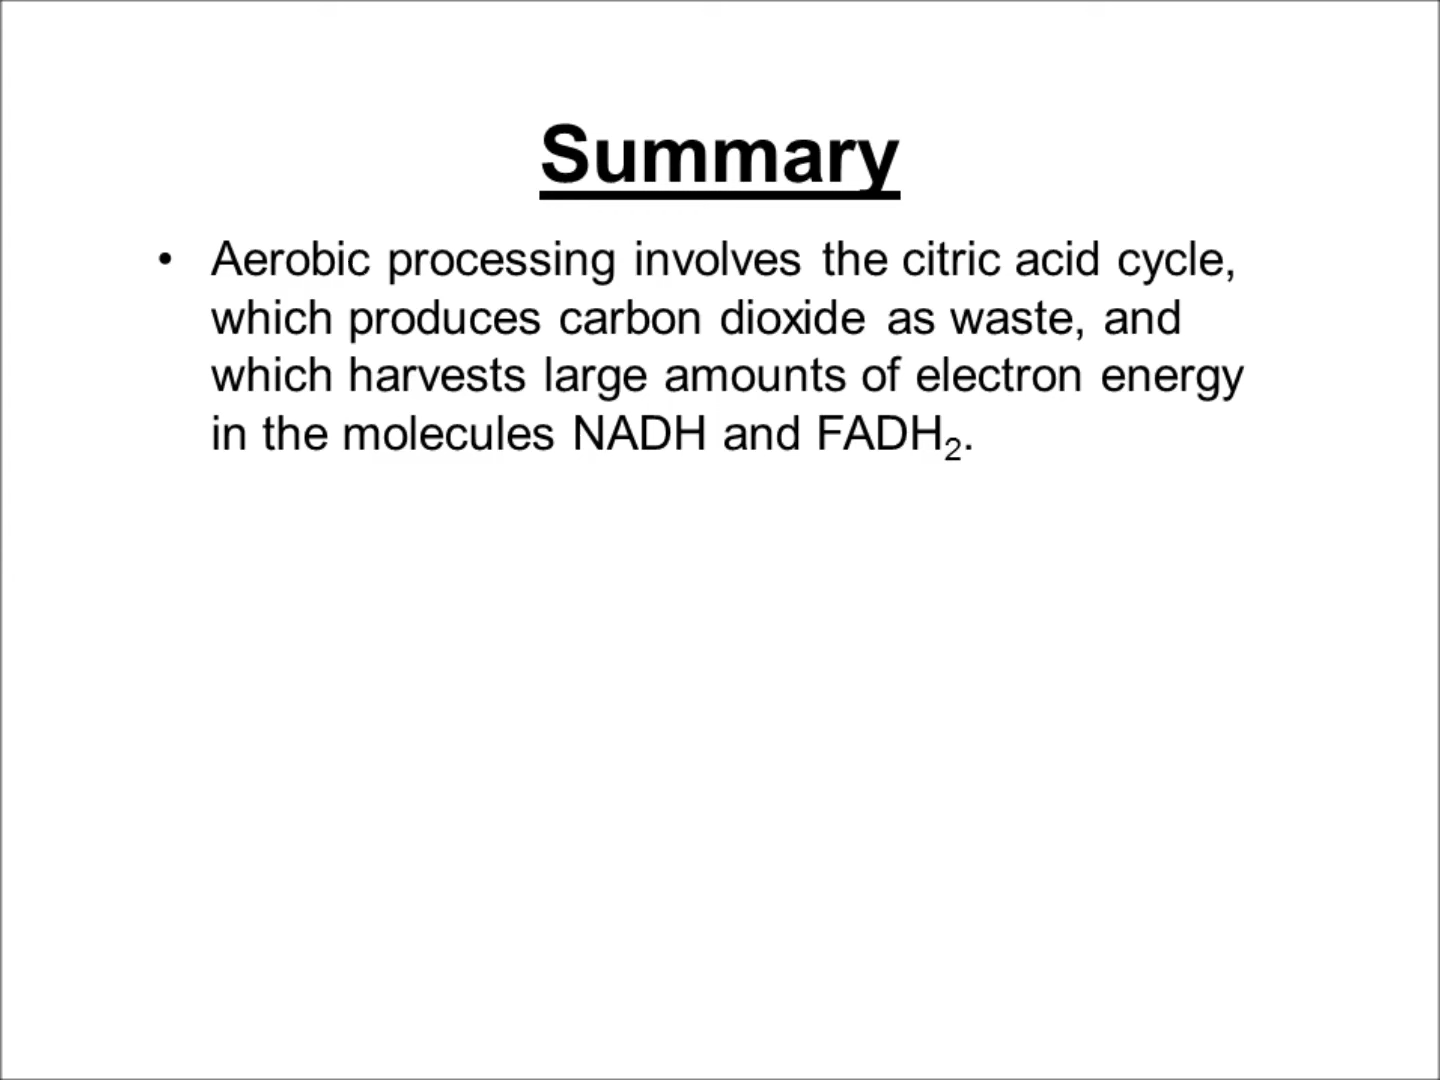 Summary
• Aerobic processing involves the citric acid cycle,
which produces carbon dioxide as waste, and
which harvests large amounts of electron energy
in the molecules NADH and FADH₂.